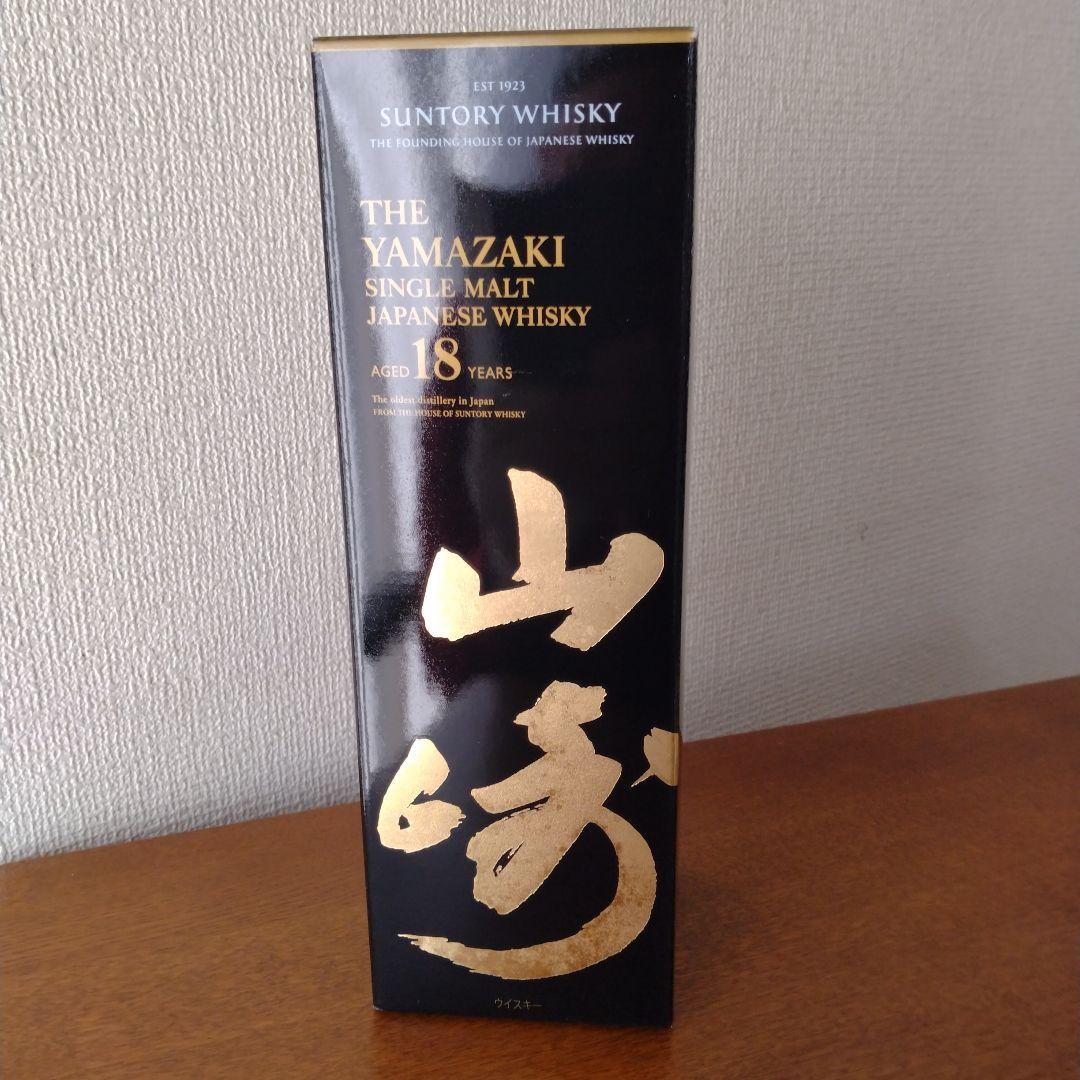 EST 1923
SUNTORY WHISKY
THE FOUNDING HOUSE OF JAPANESE WHISKY
THE
YAMAZAKI
SINGLE MALT
JAPANESE WHISKY
AGED 18 YEARS
The oldest distillery in Japan
FROM THE HOUSE OF SUNTORY WHISKY
山崎
ウイスキー